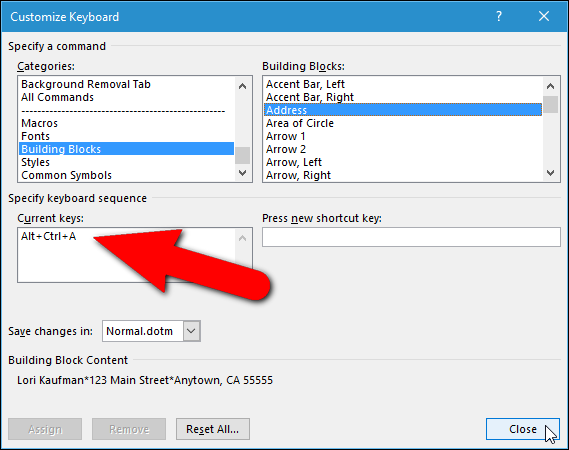 Customize Keyboard
?
Specify a command
Categories:
Background Removal Tab
All Commands
Macros
Fonts
Building Blocks
Styles
Common Symbols
Building Blocks:
Accent Bar, Left
Accent Bar, Right
Address
Area of Circle
Arrow 1
Arrow 2
Arrow, Left
Arrow, Right
Specify keyboard sequence
Current keys:
Alt+Ctrl+A
Press new shortcut key:
Save changes in:
Normal.dotm
Building Block Content
Lori Kaufman*123 Main Street*Anytown, CA 55555
Assign
Remove
Reset All...
Close